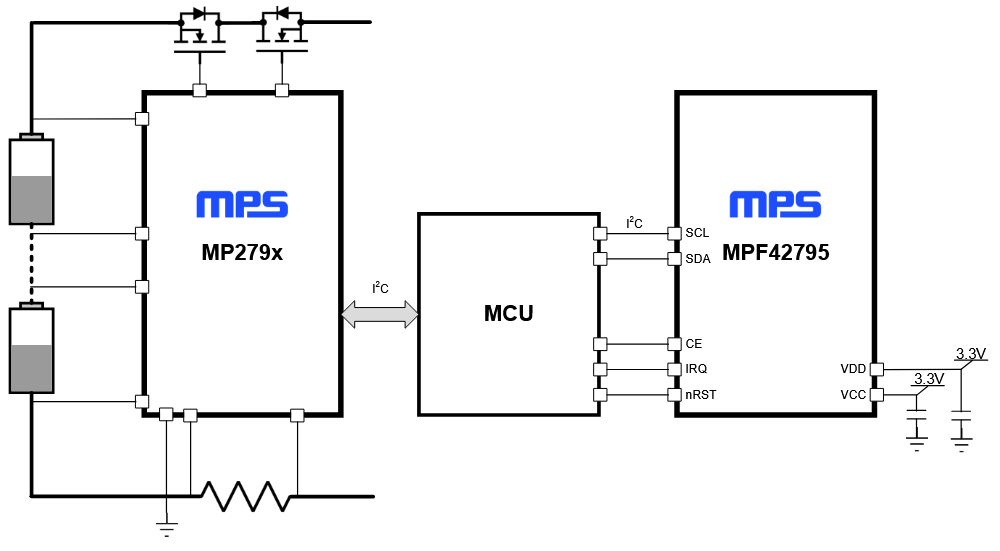 MPS
MP279x
I²C
MCU
I²C
MPS
MPF42795
SCL
SDA
CE
IRQ
nRST
VDD
VCC
3.3V
3.3V